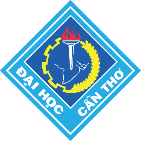 ĐẠI HỌC
CẦN THƠ